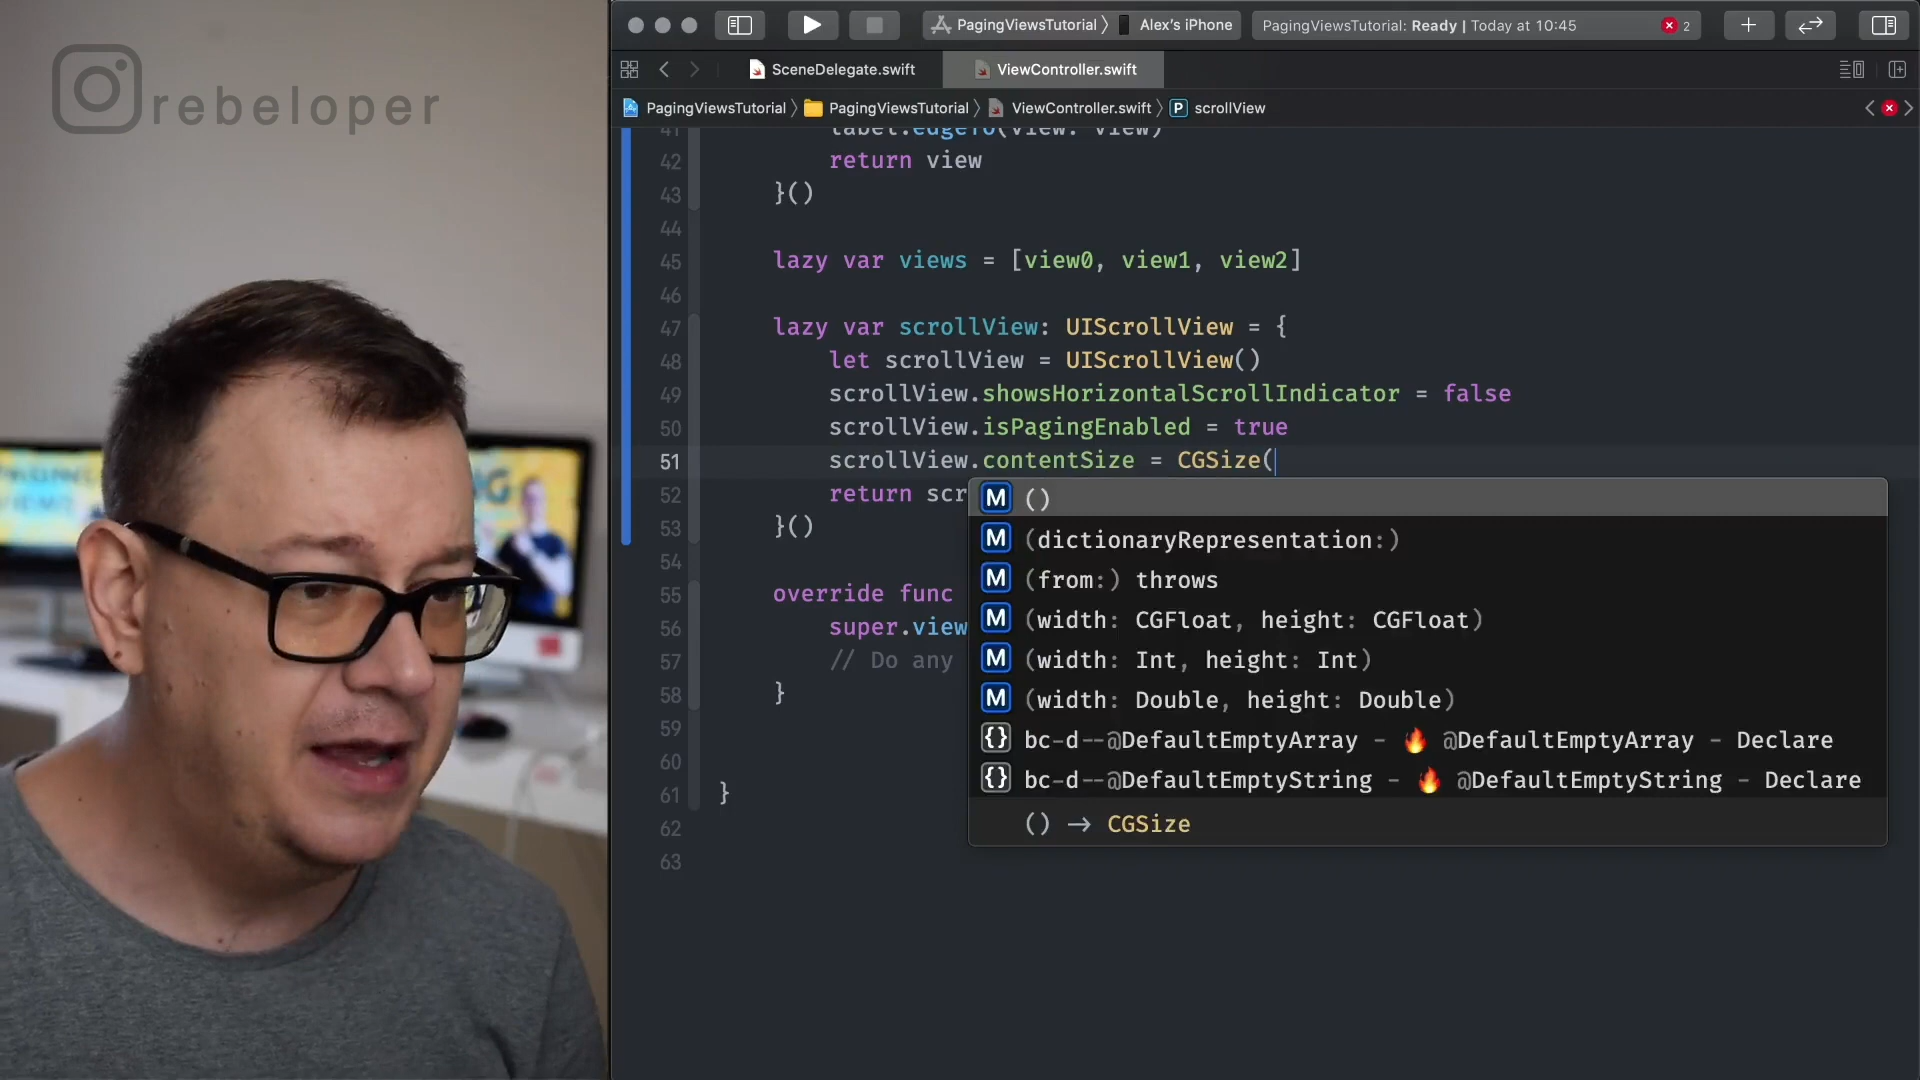 rebeloper
PagingViewsTutorial 〉 Alex's iPhone
PagingViewsTutorial: Ready | Today at 10:45
2
SceneDelegate.swift
ViewController.swift
PagingViewsTutorial 〉 PagingViewsTutorial 〉 ViewController.swift 〉 P scrollView
41 label.edgeTo(view: view)
42 return view
43 }()
44
45 lazy var views = [view0, view1, view2]
46
47 lazy var scrollView: UIScrollView = {
48 let scrollView = UIScrollView()
49 scrollView.showsHorizontalScrollIndicator = false
50 scrollView.isPagingEnabled = true
51 scrollView.contentSize = CGSize(
52 return scr
53 }()
54
55 override func
56 super.view
57 // Do any
58 }
59
60
61 }
62
63
M ()
M (dictionaryRepresentation:)
M (from:) throws
M (width: CGFloat, height: CGFloat)
M (width: Int, height: Int)
M (width: Double, height: Double)
{} bc-d--@DefaultEmptyArray - 🔥 @DefaultEmptyArray - Declare
{} bc-d--@DefaultEmptyString - 🔥 @DefaultEmptyString - Declare
() → CGSize